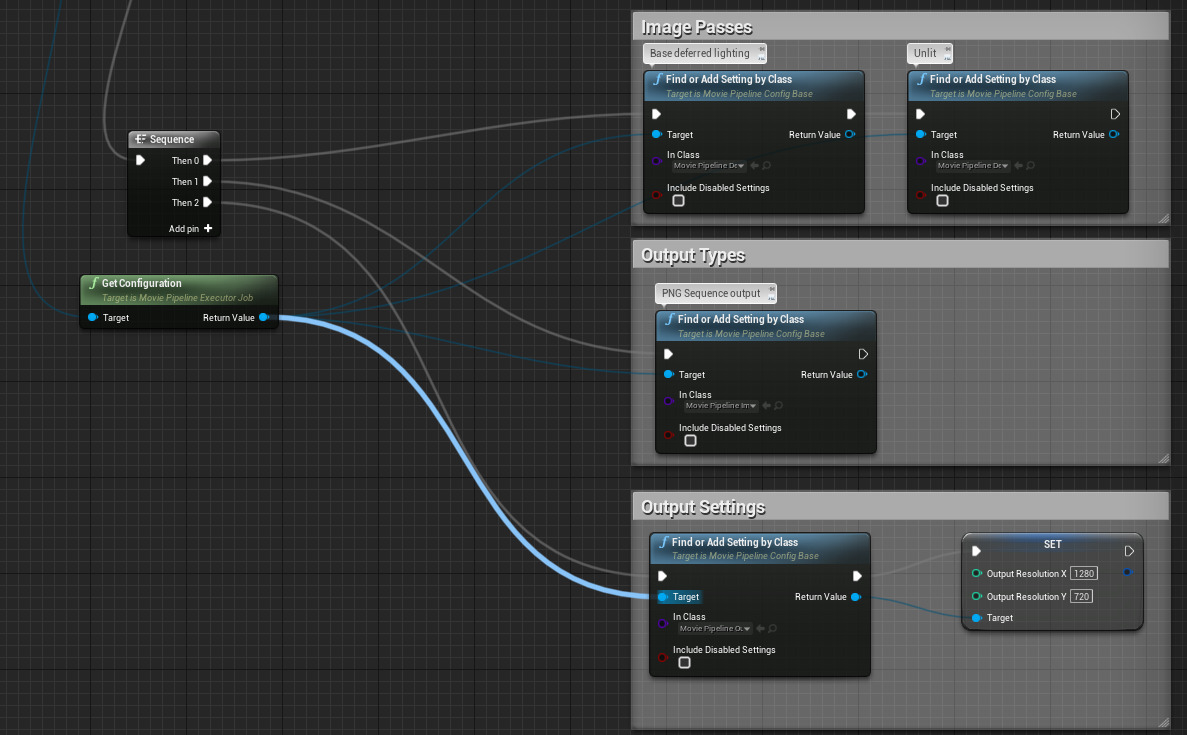 Image Passes
Base deferred lighting
Unlit
Find or Add Setting by Class
Target is Movie Pipeline Config Base
Target
Return Value
In Class
Movie Pipeline De
Include Disabled Settings
Find or Add Setting by Class
Target is Movie Pipeline Config Base
Target
Return Value
In Class
Movie Pipeline De
Include Disabled Settings
Sequence
Then 0
Then 1
Then 2
Add pin
Get Configuration
Target is Movie Pipeline Executor Job
Target
Return Value
Output Types
PNG Sequence output
Find or Add Setting by Class
Target is Movie Pipeline Config Base
Target
Return Value
In Class
Movie Pipeline Im
Include Disabled Settings
Output Settings
Find or Add Setting by Class
Target is Movie Pipeline Config Base
Target
Return Value
In Class
Movie Pipeline
Include Disabled Settings
SET
Output Resolution X 1280
Output Resolution Y 720
Target